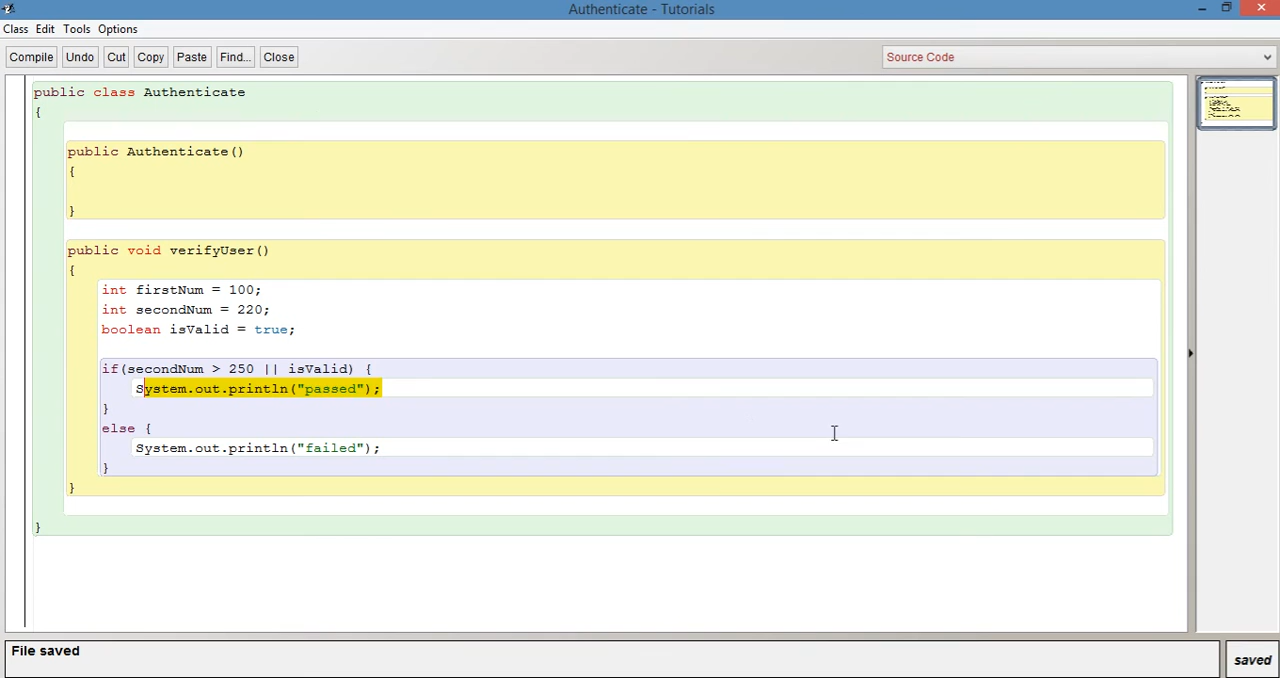 Authenticate - Tutorials
Class Edit Tools Options
Compile Undo Cut Copy Paste Find... Close Source Code
public class Authenticate
{
public Authenticate()
{
}
public void verifyUser()
{
int firstNum = 100;
int secondNum = 220;
boolean isValid = true;
if(secondNum > 250 || isValid) {
System.out.println("passed");
}
else {
System.out.println("failed");
}
}
}
File saved
saved